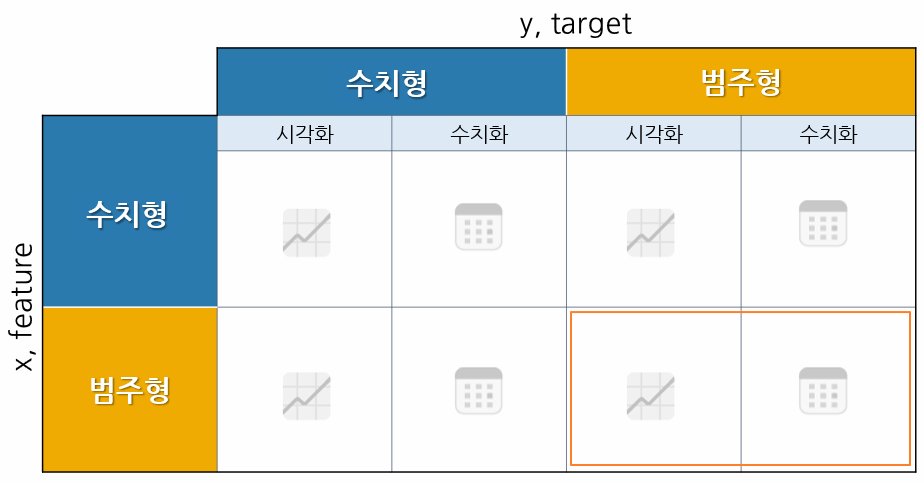 y, target
수치형
범주형
시각화
수치화
시각화
수치화
x, feature
수치형
범주형